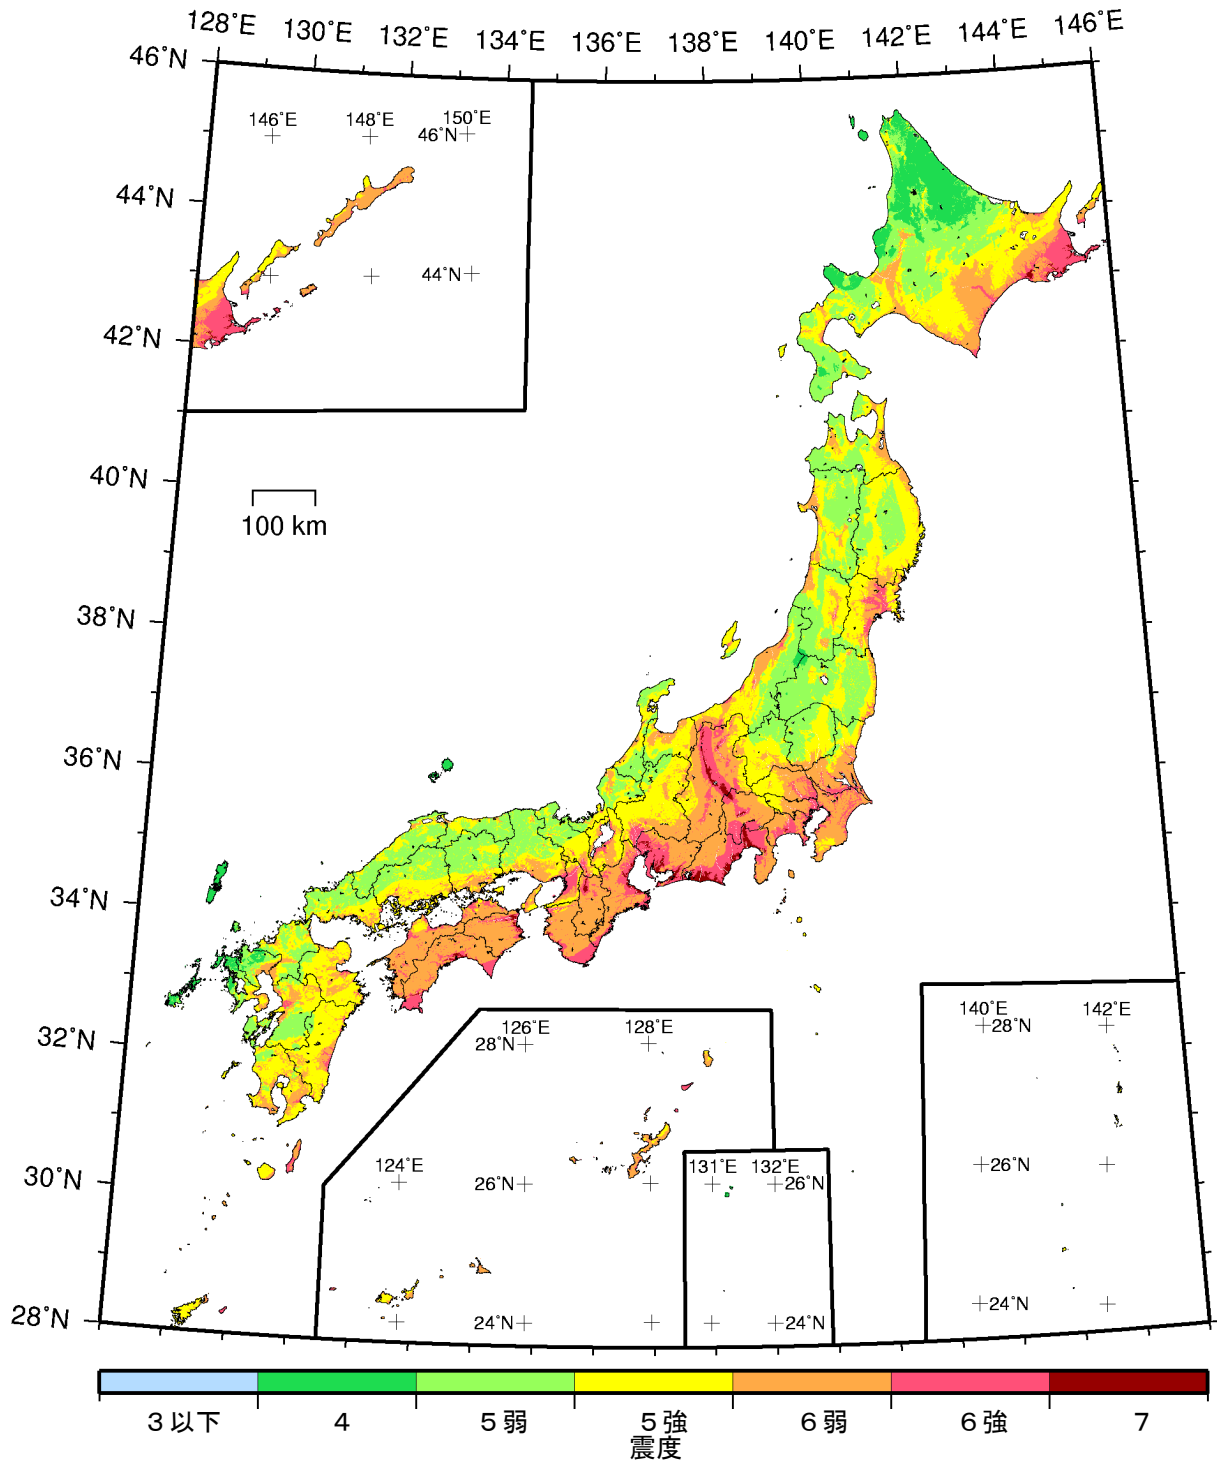 128°E 130°E 132°E 134°E 136°E 138°E 140°E 142°E 144°E 146°E
46°N
44°N
42°N
40°N
38°N
36°N
34°N
32°N
30°N
28°N
146°E 148°E 150°E
46°N
44°N
100 km
126°E 128°E
28°N
124°E
26°N
24°N
131°E 132°E
26°N
24°N
140°E 142°E
28°N
26°N
24°N
3以下 4 5弱 5強 6弱 6強 7
震度